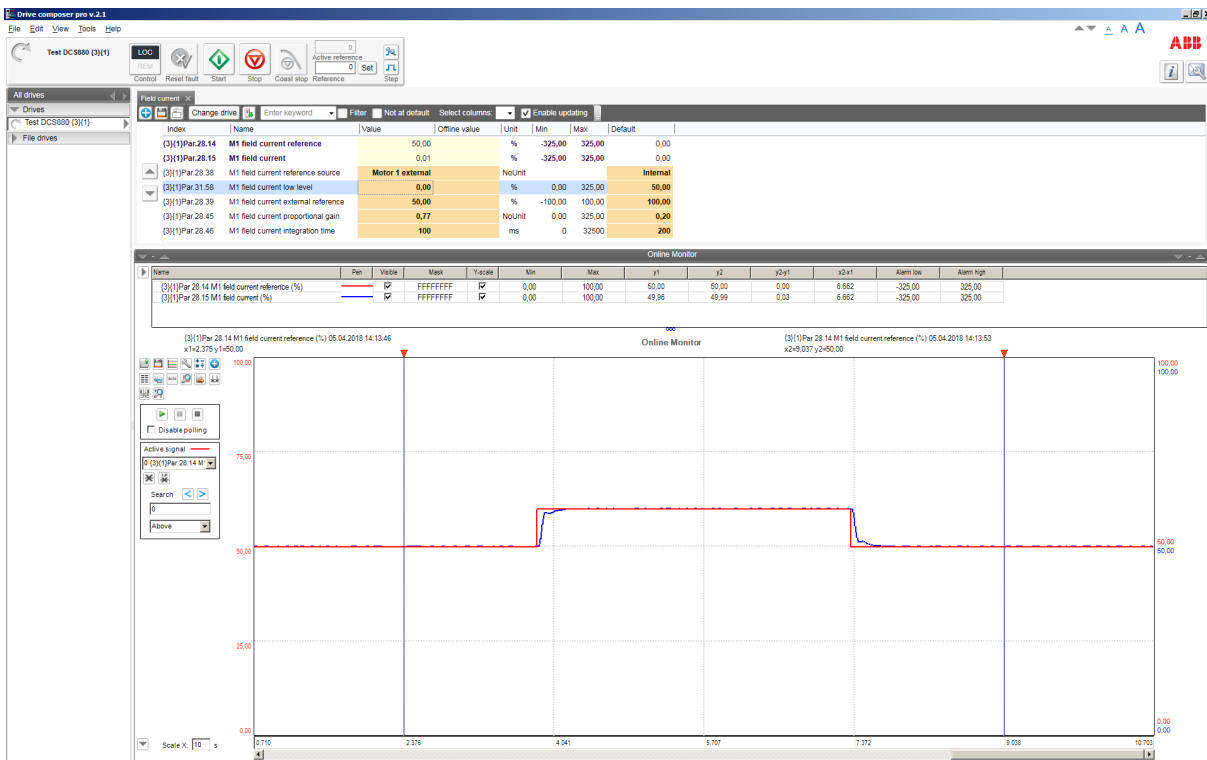 Drive composer pro v.2.1
File Edit View Tools Help
A A A
ABB
Test DCS880 {3}{1}
LOC
REM
Control Reset fault Start Stop Coast stop Reference Step
0
Active reference
0 Set
All drives
Drives
Test DCS880 {3}{1}
File drives
Field current
Change drive Enter keyword Filter Not at default Select columns: Enable updating
Index Name Value Offline value Unit Min Max Default
{3}{1}Par.28.14 M1 field current reference 50,00 % -325,00 325,00 0,00
{3}{1}Par.28.15 M1 field current 0,01 % -325,00 325,00 0,00
{3}{1}Par.28.38 M1 field current reference source Motor 1 external NoUnit Internal
{3}{1}Par.31.58 M1 field current low level 0,00 % 0,00 325,00 50,00
{3}{1}Par.28.39 M1 field current external reference 50,00 % -100,00 100,00 100,00
{3}{1}Par.28.45 M1 field current proportional gain 0,77 NoUnit 0,00 325,00 0,20
{3}{1}Par.28.46 M1 field current integration time 100 ms 0 32500 200
Online Monitor
Name Pen Visible Mask Y-scale Min Max y1 y2 y2-y1 x2-x1 Alarm low Alarm high
{3}{1}Par 28.14 M1 field current reference (%) FFFFFFFF 0,00 100,00 50,00 50,00 0,00 6.662 -325,00 325,00
{3}{1}Par 28.15 M1 field current (%) FFFFFFFF 0,00 100,00 49,96 49,99 0,03 6.662 -325,00 325,00
{3}{1}Par 28.14 M1 field current reference (%) 05.04.2018 14:13:46
x1=2,375 y1=50,00
Online Monitor
{3}{1}Par 28.14 M1 field current reference (%) 05.04.2018 14:13:53
x2=9,037 y2=50,00
100,00
100,00
100,00
Disable polling
Active signal
0 {3}{1}Par 28.14 M
75,00
Search
0
Above
50,00
50,00
50,00
25,00
0,00
0,00
0,00
Scale X: 10 s
0.710 2.376 4.041 5.707 7.372 9.038 10.703